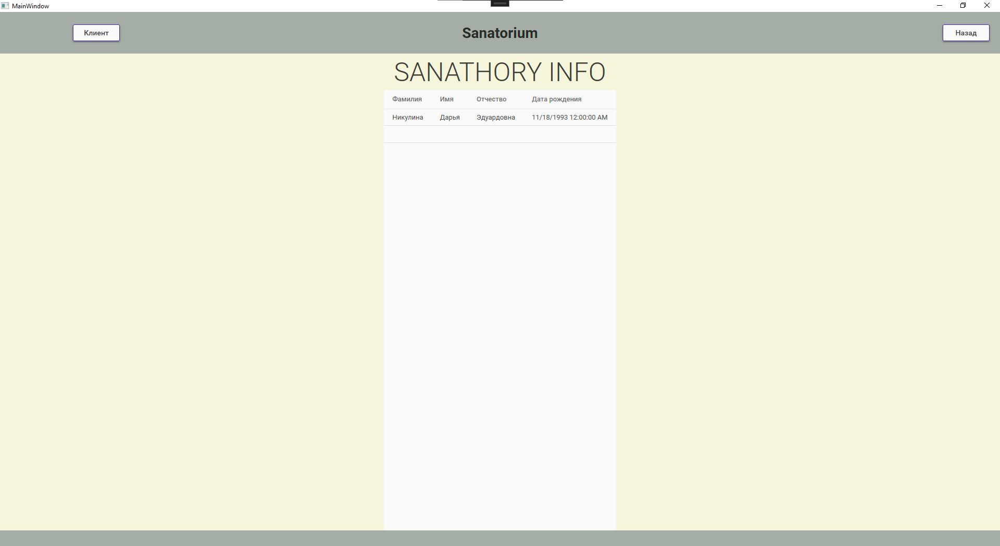 MainWindow
Клиент Sanatorium Назад
SANATHORY INFO
Фамилия Имя Отчество Дата рождения
Никулина Дарья Эдуардовна 11/18/1993 12:00:00 AM